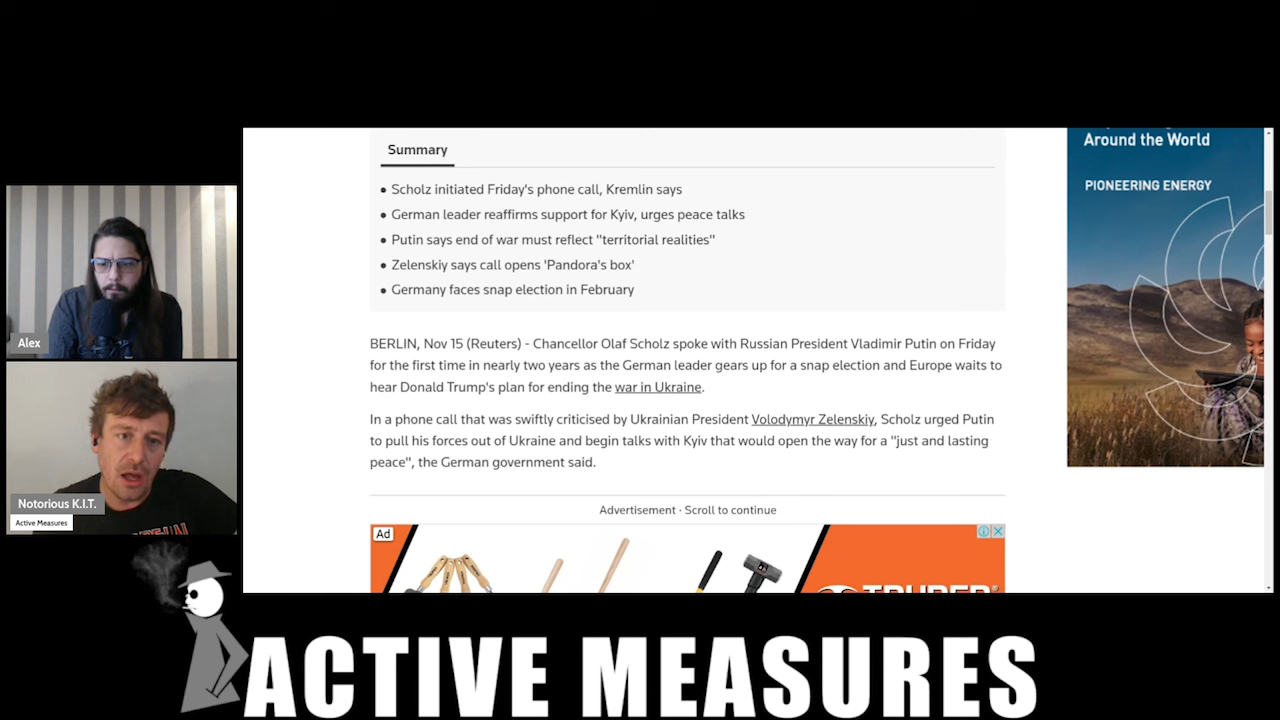 Around the World
PIONEERING ENERGY
Summary
Scholz initiated Friday's phone call, Kremlin says
German leader reaffirms support for Kyiv, urges peace talks
Putin says end of war must reflect "territorial realities"
Zelenskiy says call opens 'Pandora's box'
Germany faces snap election in February
BERLIN, Nov 15 (Reuters) - Chancellor Olaf Scholz spoke with Russian President Vladimir Putin on Friday
for the first time in nearly two years as the German leader gears up for a snap election and Europe waits to
hear Donald Trump's plan for ending the war in Ukraine.
In a phone call that was swiftly criticised by Ukrainian President Volodymyr Zelenskiy, Scholz urged Putin
to pull his forces out of Ukraine and begin talks with Kyiv that would open the way for a "just and lasting
peace", the German government said.
Advertisement · Scroll to continue
Ad
TRUPER
Alex
Notorious K.I.T.
Active Measures
ACTIVE MEASURES